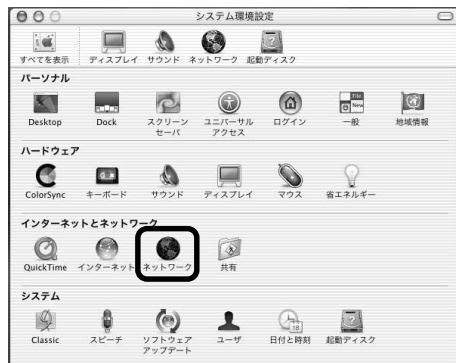 システム環境設定
すべてを表示 ディスプレイ サウンド ネットワーク 起動ディスク
パーソナル
Desktop Dock スクリーン セーバ ユニバーサル アクセス ログイン 一般 地域情報
ハードウェア
ColorSync キーボード サウンド ディスプレイ マウス 省エネルギー
インターネットとネットワーク
QuickTime インターネット ネットワーク 共有
システム
Classic スピーチ ソフトウェア アップデート ユーザ 日付と時刻 起動ディスク